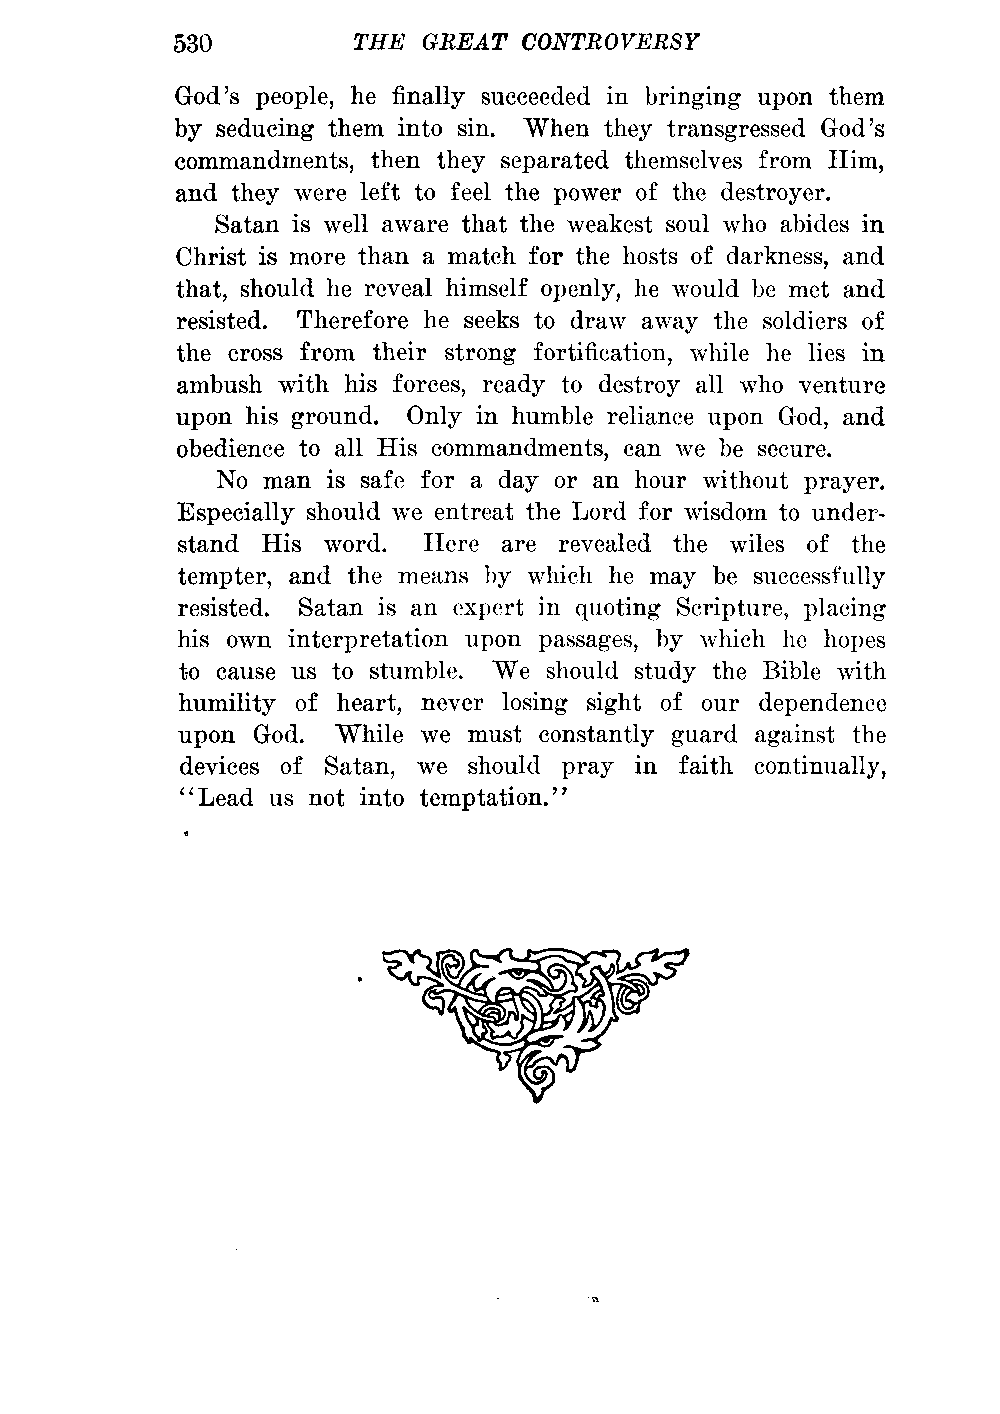 530 THE GREAT CONTROVERSY
God's people, he finally succeeded in bringing upon them
by seducing them into sin. When they transgressed God's
commandments, then they separated themselves from Him,
and they were left to feel the power of the destroyer.
Satan is well aware that the weakest soul who abides in
Christ is more than a match for the hosts of darkness, and
that, should he reveal himself openly, he would be met and
resisted. Therefore he seeks to draw away the soldiers of
the cross from their strong fortification, while he lies in
ambush with his forces, ready to destroy all who venture
upon his ground. Only in humble reliance upon God, and
obedience to all His commandments, can we be secure.
No man is safe for a day or an hour without prayer.
Especially should we entreat the Lord for wisdom to under-
stand His word. Here are revealed the wiles of the
tempter, and the means by which he may be successfully
resisted. Satan is an expert in quoting Scripture, placing
his own interpretation upon passages, by which he hopes
to cause us to stumble. We should study the Bible with
humility of heart, never losing sight of our dependence
upon God. While we must constantly guard against the
devices of Satan, we should pray in faith continually,
"Lead us not into temptation."